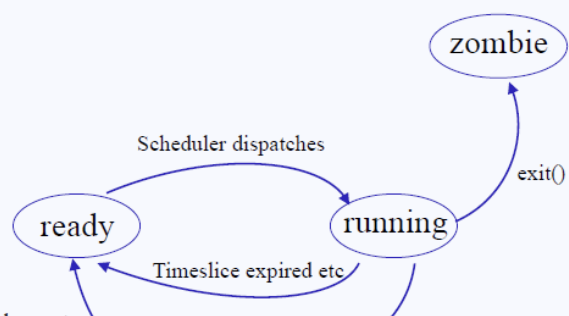 zombie
Scheduler dispatches
exit()
ready
running
Timeslice expired etc